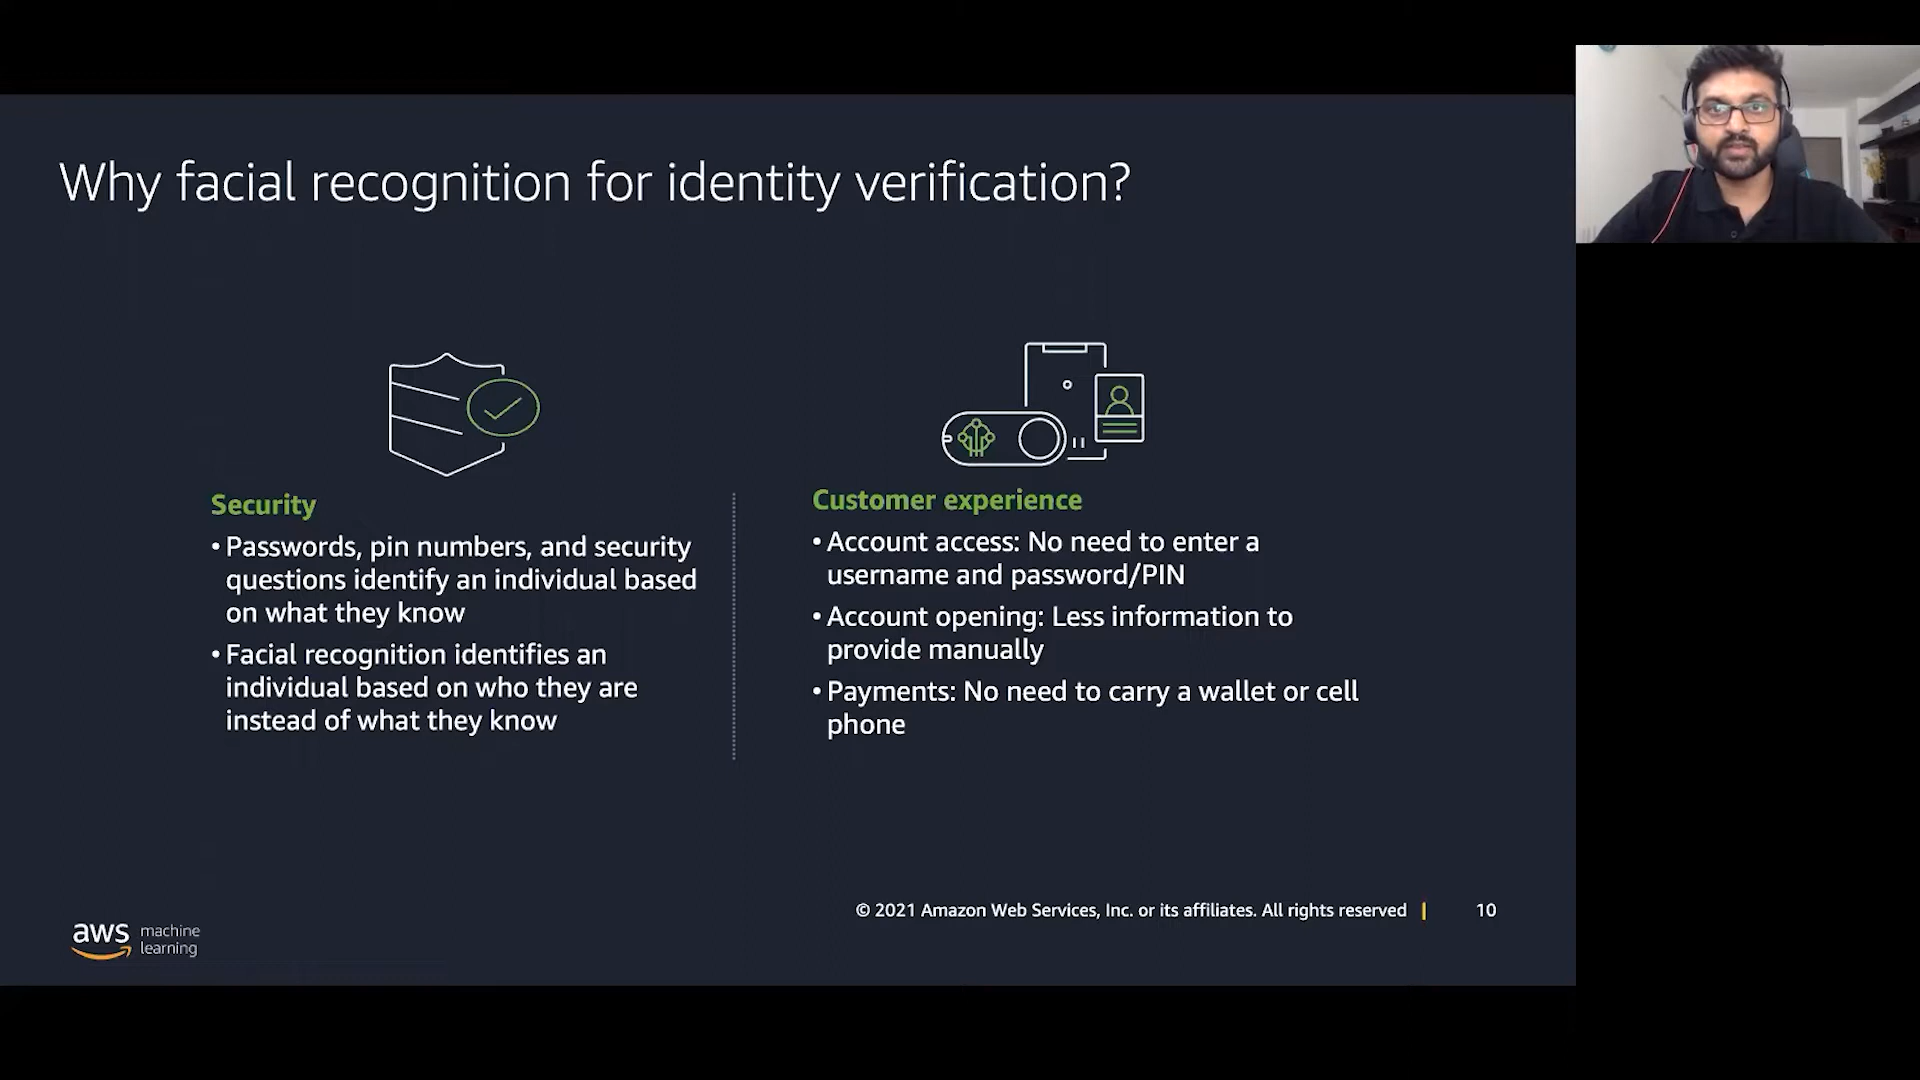 Why facial recognition for identity verification?
Security
• Passwords, pin numbers, and security
questions identify an individual based
on what they know
• Facial recognition identifies an
individual based on who they are
instead of what they know
Customer experience
• Account access: No need to enter a
username and password/PIN
• Account opening: Less information to
provide manually
• Payments: No need to carry a wallet or cell
phone
© 2021 Amazon Web Services, Inc. or its affiliates. All rights reserved | 10
aws machine
learning